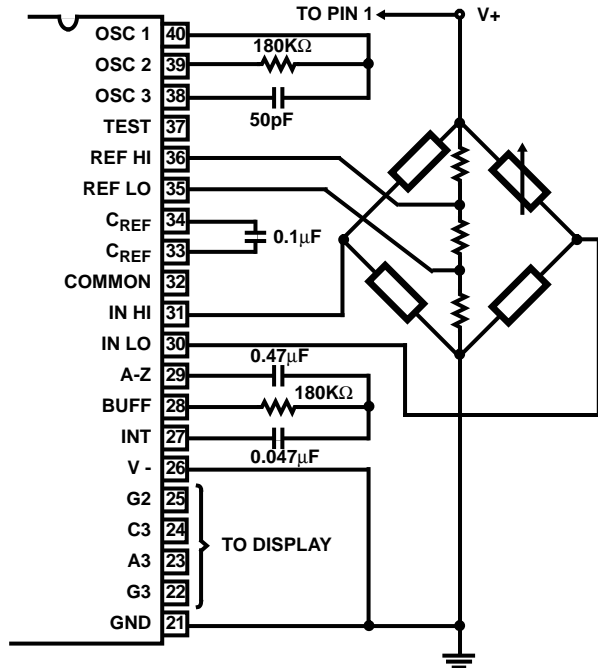 TO PIN 1 V+
OSC 1 40
180KΩ
OSC 2 39
OSC 3 38
50pF
TEST 37
REF HI 36
REF LO 35
CREF 34
0.1µF
CREF 33
COMMON 32
IN HI 31
IN LO 30
0.47µF
A-Z 29
180KΩ
BUFF 28
INT 27
0.047µF
V - 26
G2 25
C3 24
TO DISPLAY
A3 23
G3 22
GND 21